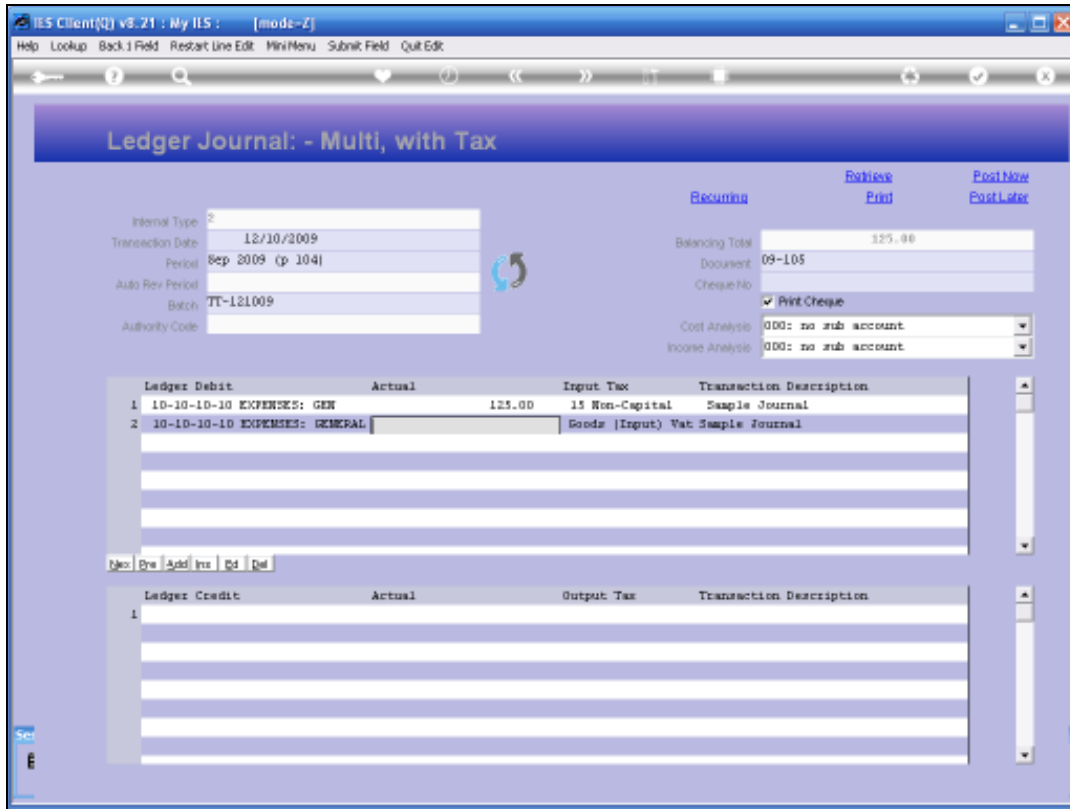 IES Client(Q) v8.21 : My IES : [mode-Z]
Help Lookup Back 1 Field Restart Line Edit MiniMenu Submit Field Quit Edit
Ledger Journal: - Multi, with Tax
Retrieve Post Now
Recurring Print Post Later
Internal Type 2
Transaction Date 12/10/2009 Balancing Total 125.00
Period Sep 2009 (p 104) Document 09-105
Auto Rev Period Cheque No
Batch TT-121009 Print Cheque
Authority Code Cost Analysis 000: no sub account
Income Analysis 000: no sub account
Ledger Debit Actual Input Tax Transaction Description
1 10-10-10-10 EXPENSES: GEN 125.00 15 Non-Capital Sample Journal
2 10-10-10-10 EXPENSES: GENERAL Goods (Input) Vat Sample Journal
Nex Pre Add Ins Ed Del
Ledger Credit Actual Output Tax Transaction Description
1